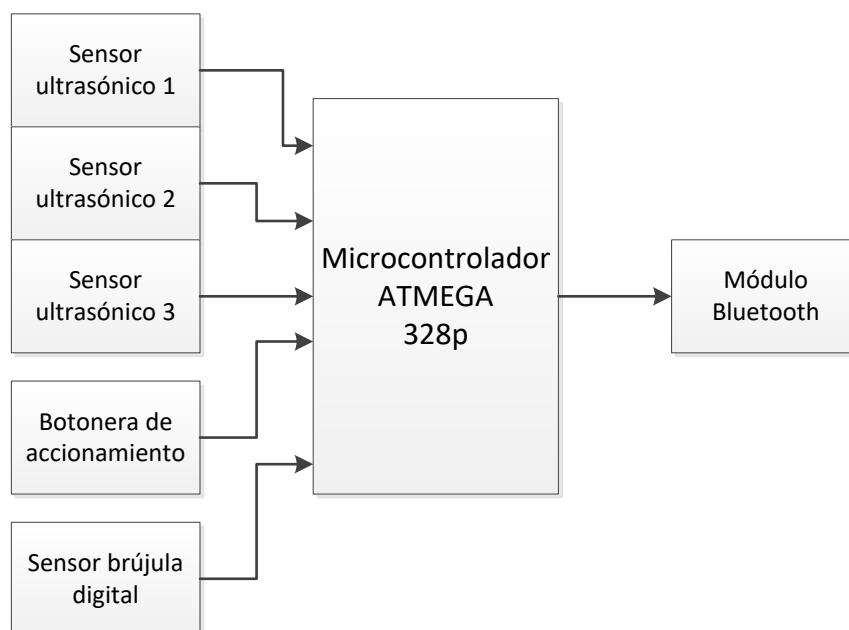 Sensor
ultrasónico 1
Sensor
ultrasónico 2
Sensor
ultrasónico 3
Botonera de
accionamiento
Sensor brújula
digital
Microcontrolador
ATMEGA
328p
Módulo
Bluetooth